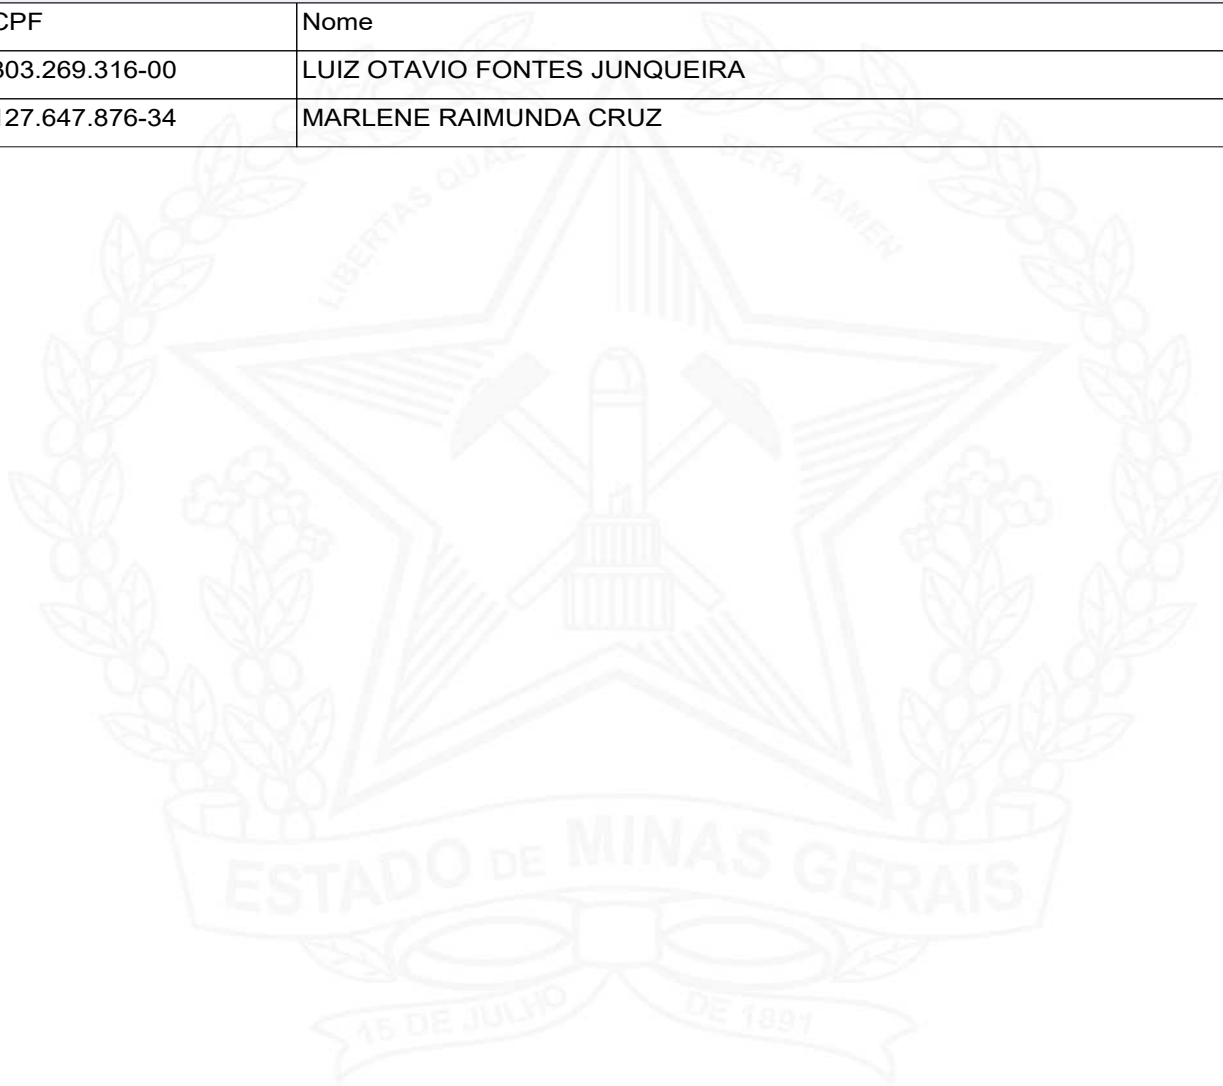 CPF Nome
303.269.316-00 LUIZ OTAVIO FONTES JUNQUEIRA
127.647.876-34 MARLENE RAIMUNDA CRUZ
LIBERTAS QUAE SERA TAMEN
ESTADO DE MINAS GERAIS
15 DE JULHO DE 1891